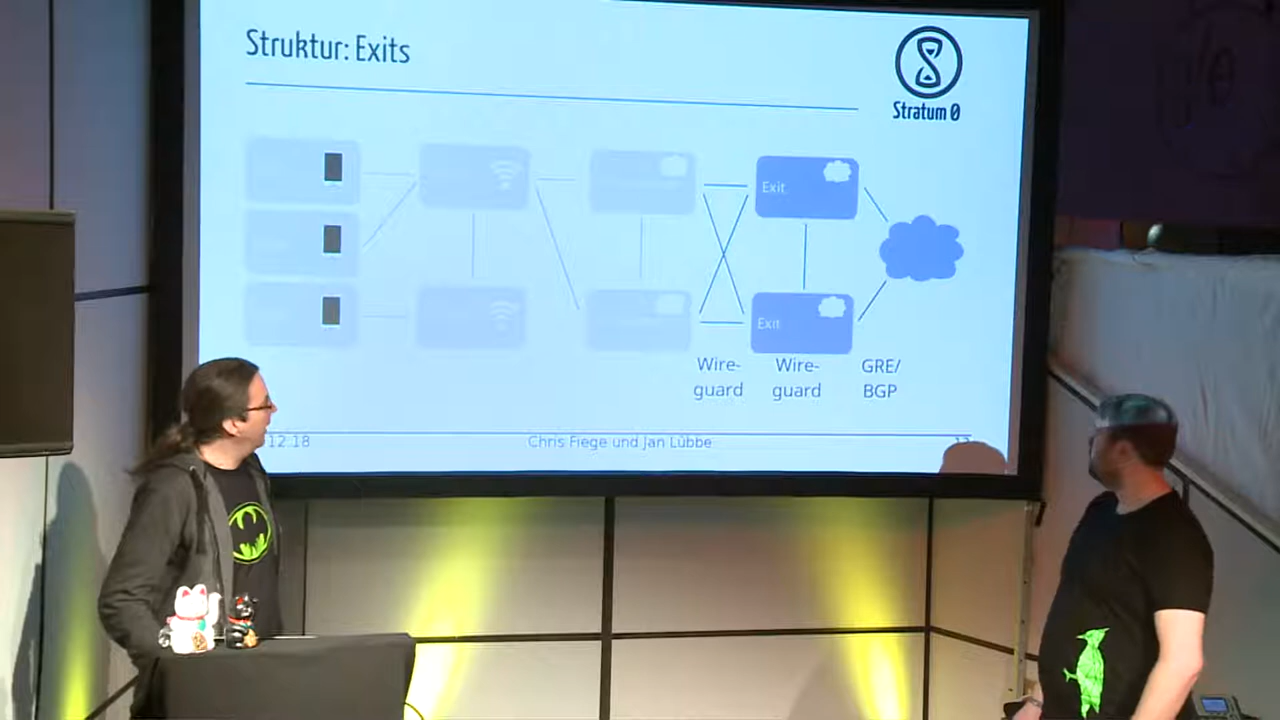 Struktur: Exits
Stratum 0
Exit
Exit
Wire-
guard
Wire-
guard
GRE/
BGP
12.18
Chris Fiege und Jan Lübbe